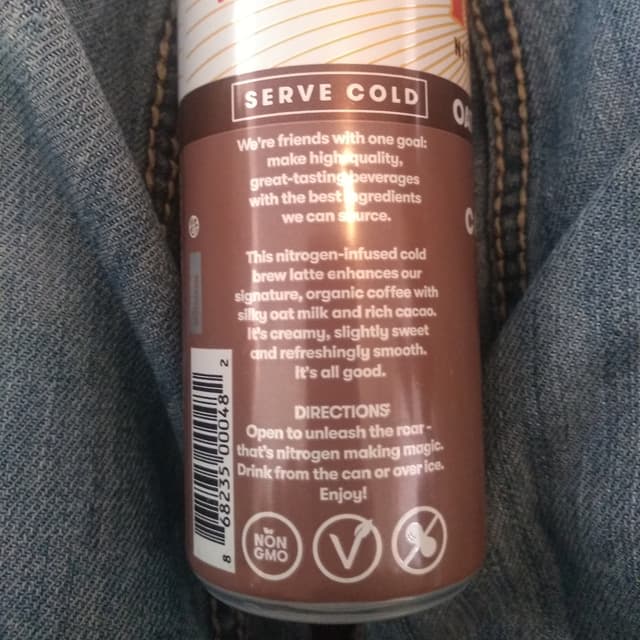 SERVE COLD
We're friends with one goal:
make high-quality,
great-tasting beverages
with the best ingredients
we can source.
This nitrogen-infused cold
brew latte enhances our
signature, organic coffee with
silky oat milk and rich cacao.
It's creamy, slightly sweet
and refreshingly smooth.
It's all good.
DIRECTIONS
Open to unleash the roar -
that's nitrogen making magic.
Drink from the can or over ice.
Enjoy!
NON
GMO
V
8 68235 00048 2